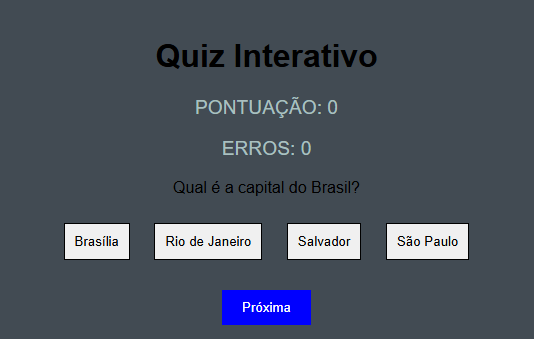 Quiz Interativo
PONTUAÇÃO: 0
ERROS: 0
Qual é a capital do Brasil?
Brasília Rio de Janeiro Salvador São Paulo
Próxima